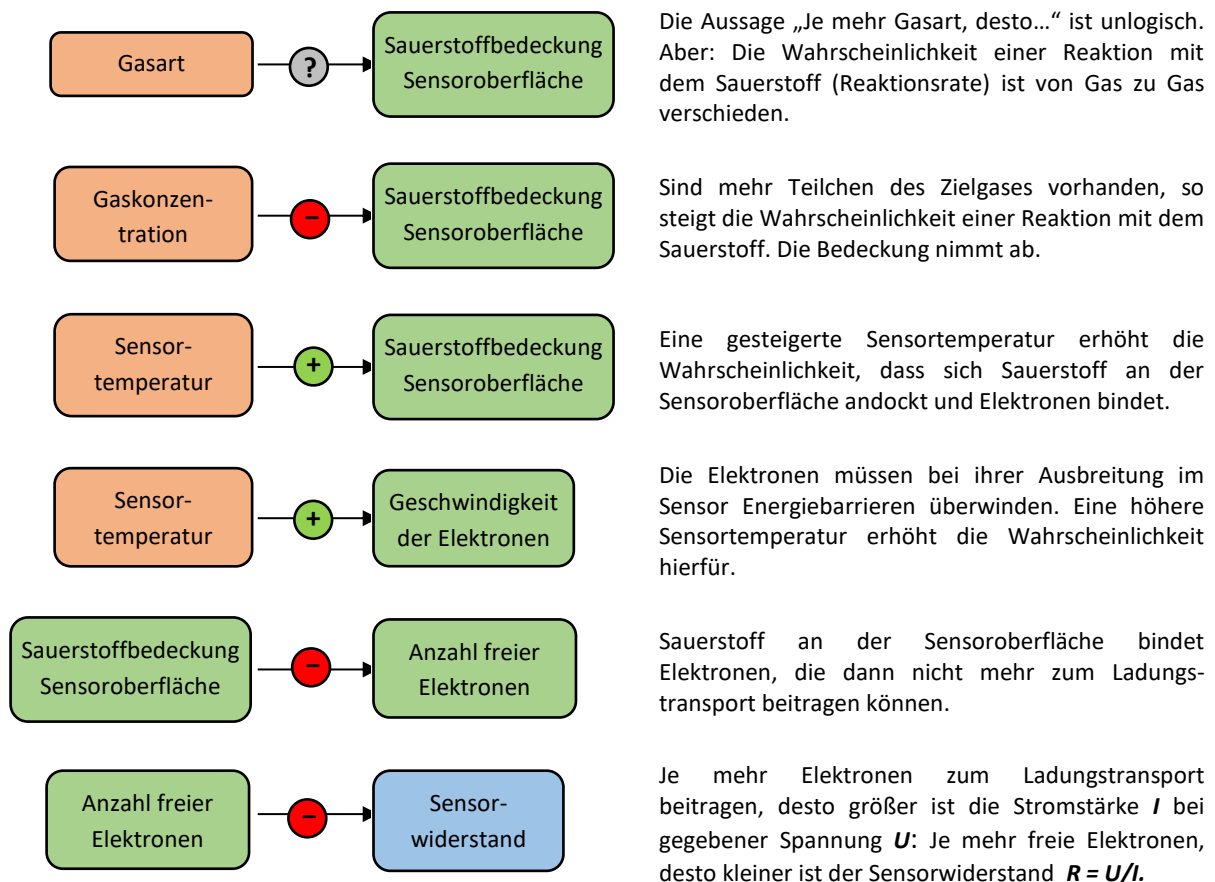 Gasart
?
Sauerstoffbedeckung
Sensoroberfläche
Die Aussage „Je mehr Gasart, desto…“ ist unlogisch.
Aber: Die Wahrscheinlichkeit einer Reaktion mit
dem Sauerstoff (Reaktionsrate) ist von Gas zu Gas
verschieden.
Gaskonzen-
tration
−
Sauerstoffbedeckung
Sensoroberfläche
Sind mehr Teilchen des Zielgases vorhanden, so
steigt die Wahrscheinlichkeit einer Reaktion mit dem
Sauerstoff. Die Bedeckung nimmt ab.
Sensor-
temperatur
+
Sauerstoffbedeckung
Sensoroberfläche
Eine gesteigerte Sensortemperatur erhöht die
Wahrscheinlichkeit, dass sich Sauerstoff an der
Sensoroberfläche andockt und Elektronen bindet.
Sensor-
temperatur
+
Geschwindigkeit
der Elektronen
Die Elektronen müssen bei ihrer Ausbreitung im
Sensor Energiebarrieren überwinden. Eine höhere
Sensortemperatur erhöht die Wahrscheinlichkeit
hierfür.
Sauerstoffbedeckung
Sensoroberfläche
−
Anzahl freier
Elektronen
Sauerstoff an der Sensoroberfläche bindet
Elektronen, die dann nicht mehr zum Ladungs-
transport beitragen können.
Anzahl freier
Elektronen
−
Sensor-
widerstand
Je mehr Elektronen zum Ladungstransport
beitragen, desto größer ist die Stromstärke I bei
gegebener Spannung U: Je mehr freie Elektronen,
desto kleiner ist der Sensorwiderstand R = U/I.